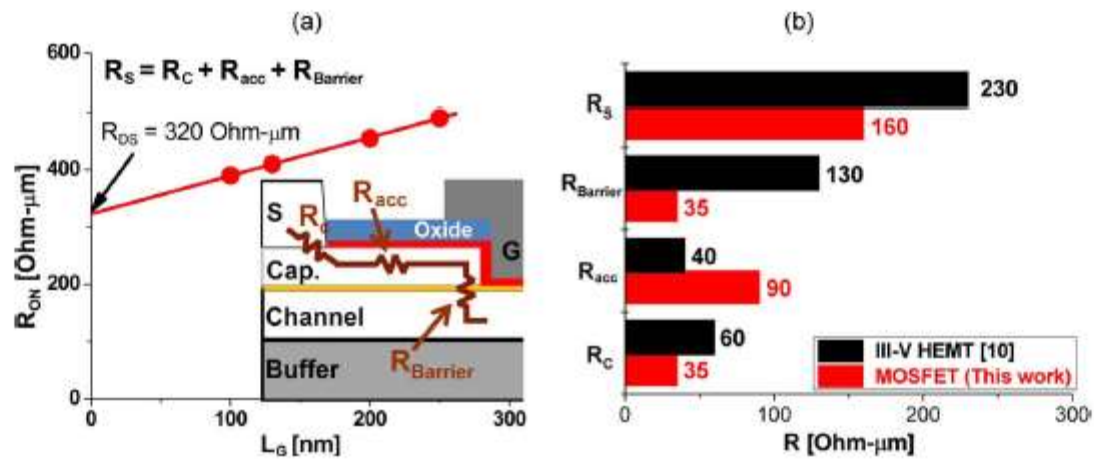 (a)
600
R_S = R_C + R_acc + R_Barrier
R_DS = 320 Ohm-μm
400
200
0
R_ON [Ohm-μm]
S
R_c
R_acc
Oxide
G
Cap.
Channel
R_Barrier
Buffer
0 100 200 300
L_G [nm]
(b)
R_S
230
160
R_Barrier
130
35
R_acc
40
90
R_C
60
35
III-V HEMT [10]
MOSFET (This work)
0 100 200 300
R [Ohm-μm]